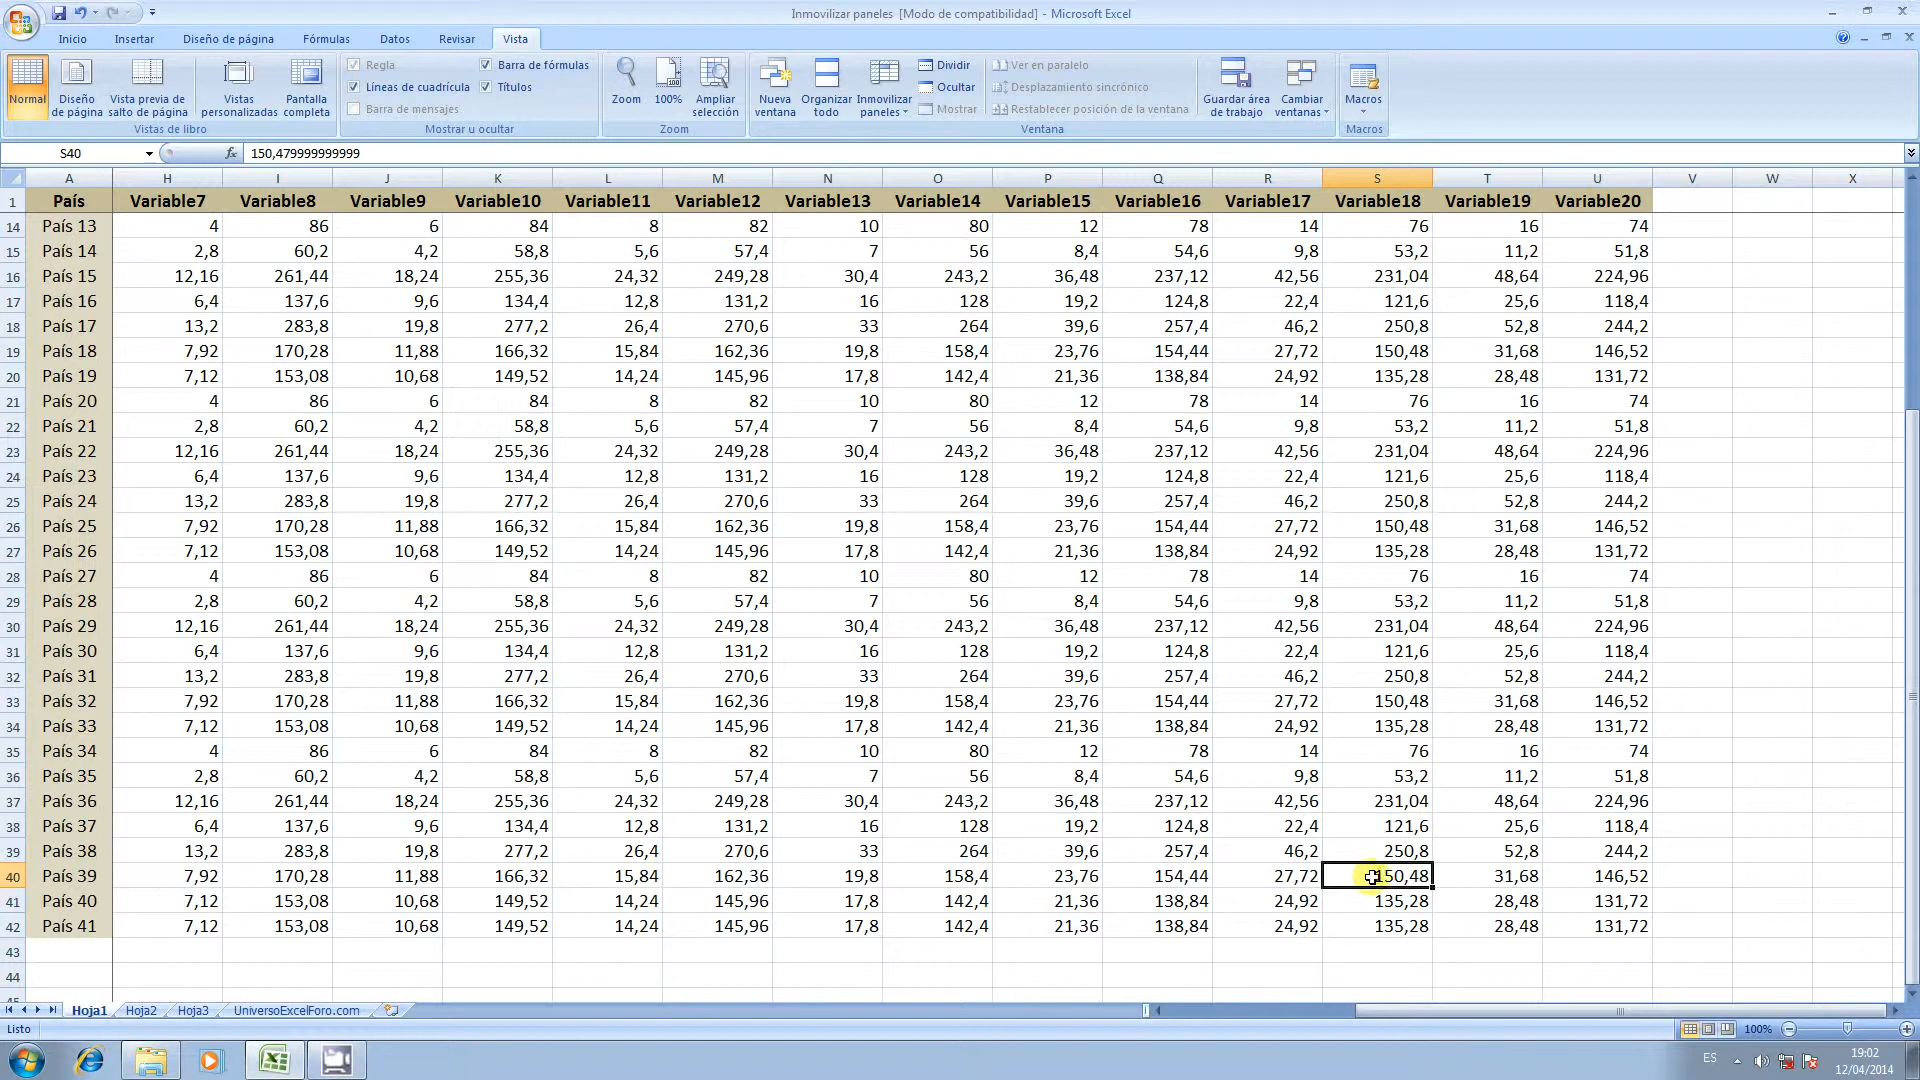 Inmovilizar paneles [Modo de compatibilidad] - Microsoft Excel
Inicio Insertar Diseño de página Fórmulas Datos Revisar Vista
Normal Diseño de página Vista previa de salto de página Vistas personalizadas Pantalla completa
Vistas de libro
Regla Barra de fórmulas
Líneas de cuadrícula Títulos
Barra de mensajes
Mostrar u ocultar
Zoom 100% Ampliar selección
Zoom
Nueva ventana Organizar todo Inmovilizar paneles
Dividir Ver en paralelo
Ocultar Desplazamiento sincrónico
Mostrar Restablecer posición de la ventana
Guardar área de trabajo Cambiar ventanas
Ventana
Macros
Macros
S40 fx 150,479999999999
A H I J K L M N O P Q R S T U V W X
1 País Variable7 Variable8 Variable9 Variable10 Variable11 Variable12 Variable13 Variable14 Variable15 Variable16 Variable17 Variable18 Variable19 Variable20
14 País 13 4 86 6 84 8 82 10 80 12 78 14 76 16 74
15 País 14 2,8 60,2 4,2 58,8 5,6 57,4 7 56 8,4 54,6 9,8 53,2 11,2 51,8
16 País 15 12,16 261,44 18,24 255,36 24,32 249,28 30,4 243,2 36,48 237,12 42,56 231,04 48,64 224,96
17 País 16 6,4 137,6 9,6 134,4 12,8 131,2 16 128 19,2 124,8 22,4 121,6 25,6 118,4
18 País 17 13,2 283,8 19,8 277,2 26,4 270,6 33 264 39,6 257,4 46,2 250,8 52,8 244,2
19 País 18 7,92 170,28 11,88 166,32 15,84 162,36 19,8 158,4 23,76 154,44 27,72 150,48 31,68 146,52
20 País 19 7,12 153,08 10,68 149,52 14,24 145,96 17,8 142,4 21,36 138,84 24,92 135,28 28,48 131,72
21 País 20 4 86 6 84 8 82 10 80 12 78 14 76 16 74
22 País 21 2,8 60,2 4,2 58,8 5,6 57,4 7 56 8,4 54,6 9,8 53,2 11,2 51,8
23 País 22 12,16 261,44 18,24 255,36 24,32 249,28 30,4 243,2 36,48 237,12 42,56 231,04 48,64 224,96
24 País 23 6,4 137,6 9,6 134,4 12,8 131,2 16 128 19,2 124,8 22,4 121,6 25,6 118,4
25 País 24 13,2 283,8 19,8 277,2 26,4 270,6 33 264 39,6 257,4 46,2 250,8 52,8 244,2
26 País 25 7,92 170,28 11,88 166,32 15,84 162,36 19,8 158,4 23,76 154,44 27,72 150,48 31,68 146,52
27 País 26 7,12 153,08 10,68 149,52 14,24 145,96 17,8 142,4 21,36 138,84 24,92 135,28 28,48 131,72
28 País 27 4 86 6 84 8 82 10 80 12 78 14 76 16 74
29 País 28 2,8 60,2 4,2 58,8 5,6 57,4 7 56 8,4 54,6 9,8 53,2 11,2 51,8
30 País 29 12,16 261,44 18,24 255,36 24,32 249,28 30,4 243,2 36,48 237,12 42,56 231,04 48,64 224,96
31 País 30 6,4 137,6 9,6 134,4 12,8 131,2 16 128 19,2 124,8 22,4 121,6 25,6 118,4
32 País 31 13,2 283,8 19,8 277,2 26,4 270,6 33 264 39,6 257,4 46,2 250,8 52,8 244,2
33 País 32 7,92 170,28 11,88 166,32 15,84 162,36 19,8 158,4 23,76 154,44 27,72 150,48 31,68 146,52
34 País 33 7,12 153,08 10,68 149,52 14,24 145,96 17,8 142,4 21,36 138,84 24,92 135,28 28,48 131,72
35 País 34 4 86 6 84 8 82 10 80 12 78 14 76 16 74
36 País 35 2,8 60,2 4,2 58,8 5,6 57,4 7 56 8,4 54,6 9,8 53,2 11,2 51,8
37 País 36 12,16 261,44 18,24 255,36 24,32 249,28 30,4 243,2 36,48 237,12 42,56 231,04 48,64 224,96
38 País 37 6,4 137,6 9,6 134,4 12,8 131,2 16 128 19,2 124,8 22,4 121,6 25,6 118,4
39 País 38 13,2 283,8 19,8 277,2 26,4 270,6 33 264 39,6 257,4 46,2 250,8 52,8 244,2
40 País 39 7,92 170,28 11,88 166,32 15,84 162,36 19,8 158,4 23,76 154,44 27,72 150,48 31,68 146,52
41 País 40 7,12 153,08 10,68 149,52 14,24 145,96 17,8 142,4 21,36 138,84 24,92 135,28 28,48 131,72
42 País 41 7,12 153,08 10,68 149,52 14,24 145,96 17,8 142,4 21,36 138,84 24,92 135,28 28,48 131,72
43
44
45
Hoja1 Hoja2 Hoja3 UniversoExcelForo.com
Listo 100%
ES 19:02
12/04/2014